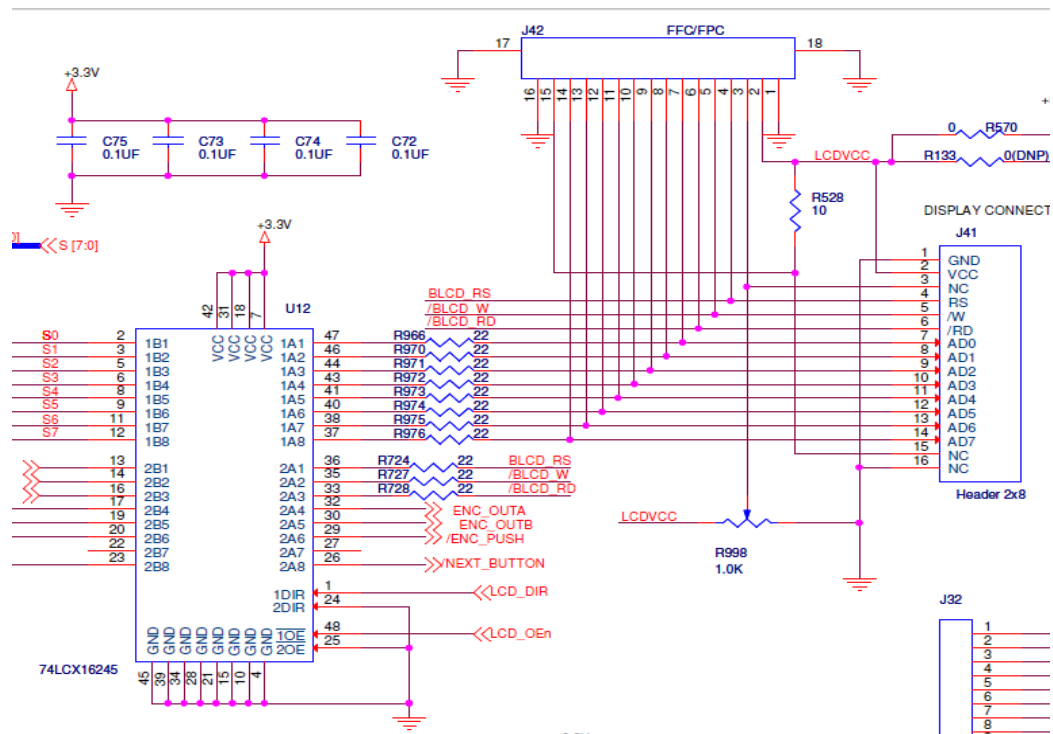 J42 FFC/FPC
17 18
+3.3V
16 15 14 13 12 11 10 9 8 7 6 5 4 3 2 1
C75 0.1UF
C73 0.1UF
C74 0.1UF
C72 0.1UF
0 R570
LCDVCC R133 0(DNP)
R528
10
DISPLAY CONNECT
J41
S [7:0]
+3.3V
U12
42 31 18 7
VCC VCC VCC VCC
BLCD_RS
/BLCD_W
/BLCD_RD
1 GND
2 VCC
3 NC
4 RS
5 /W
6 /RD
7 AD0
8 AD1
9 AD2
10 AD3
11 AD4
12 AD5
13 AD6
14 AD7
15 NC
16 NC
Header 2x8
S0 2 1B1 1A1 47 R966 22
S1 3 1B2 1A2 46 R970 22
S2 5 1B3 1A3 44 R971 22
S3 6 1B4 1A4 43 R972 22
S4 8 1B5 1A5 41 R973 22
S5 9 1B6 1A6 40 R974 22
S6 11 1B7 1A7 38 R975 22
S7 12 1B8 1A8 37 R976 22
13 2B1 2A1 36 R724 22 BLCD_RS
14 2B2 2A2 35 R727 22 /BLCD_W
16 2B3 2A3 33 R728 22 /BLCD_RD
17 2B4 2A4 32 ENC_OUTA
19 2B5 2A5 30 ENC_OUTB
20 2B6 2A6 29 /ENC_PUSH
22 2B7 2A7 27
23 2B8 2A8 26 /NEXT_BUTTON
LCDVCC
R998
1.0K
1DIR 1 LCD_DIR
2DIR 24
1OE 48 LCD_OEn
2OE 25
GND GND GND GND GND GND GND GND
45 39 34 28 21 15 10 4
74LCX16245
J32
1
2
3
4
5
6
7
8